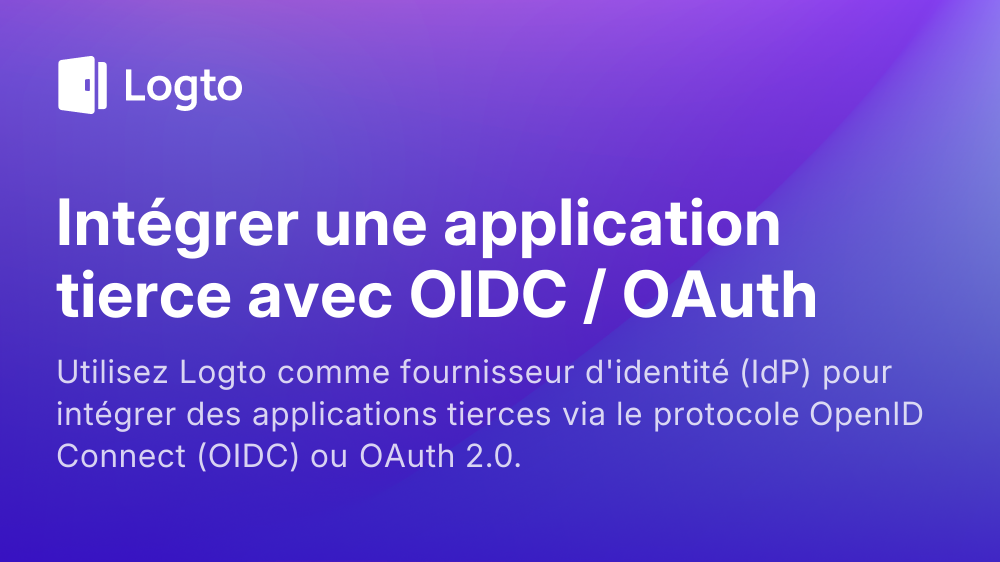 Logto
Intégrer une application
tierce avec OIDC / OAuth
Utilisez Logto comme fournisseur d'identité (IdP) pour
intégrer des applications tierces via le protocole OpenID
Connect (OIDC) ou OAuth 2.0.